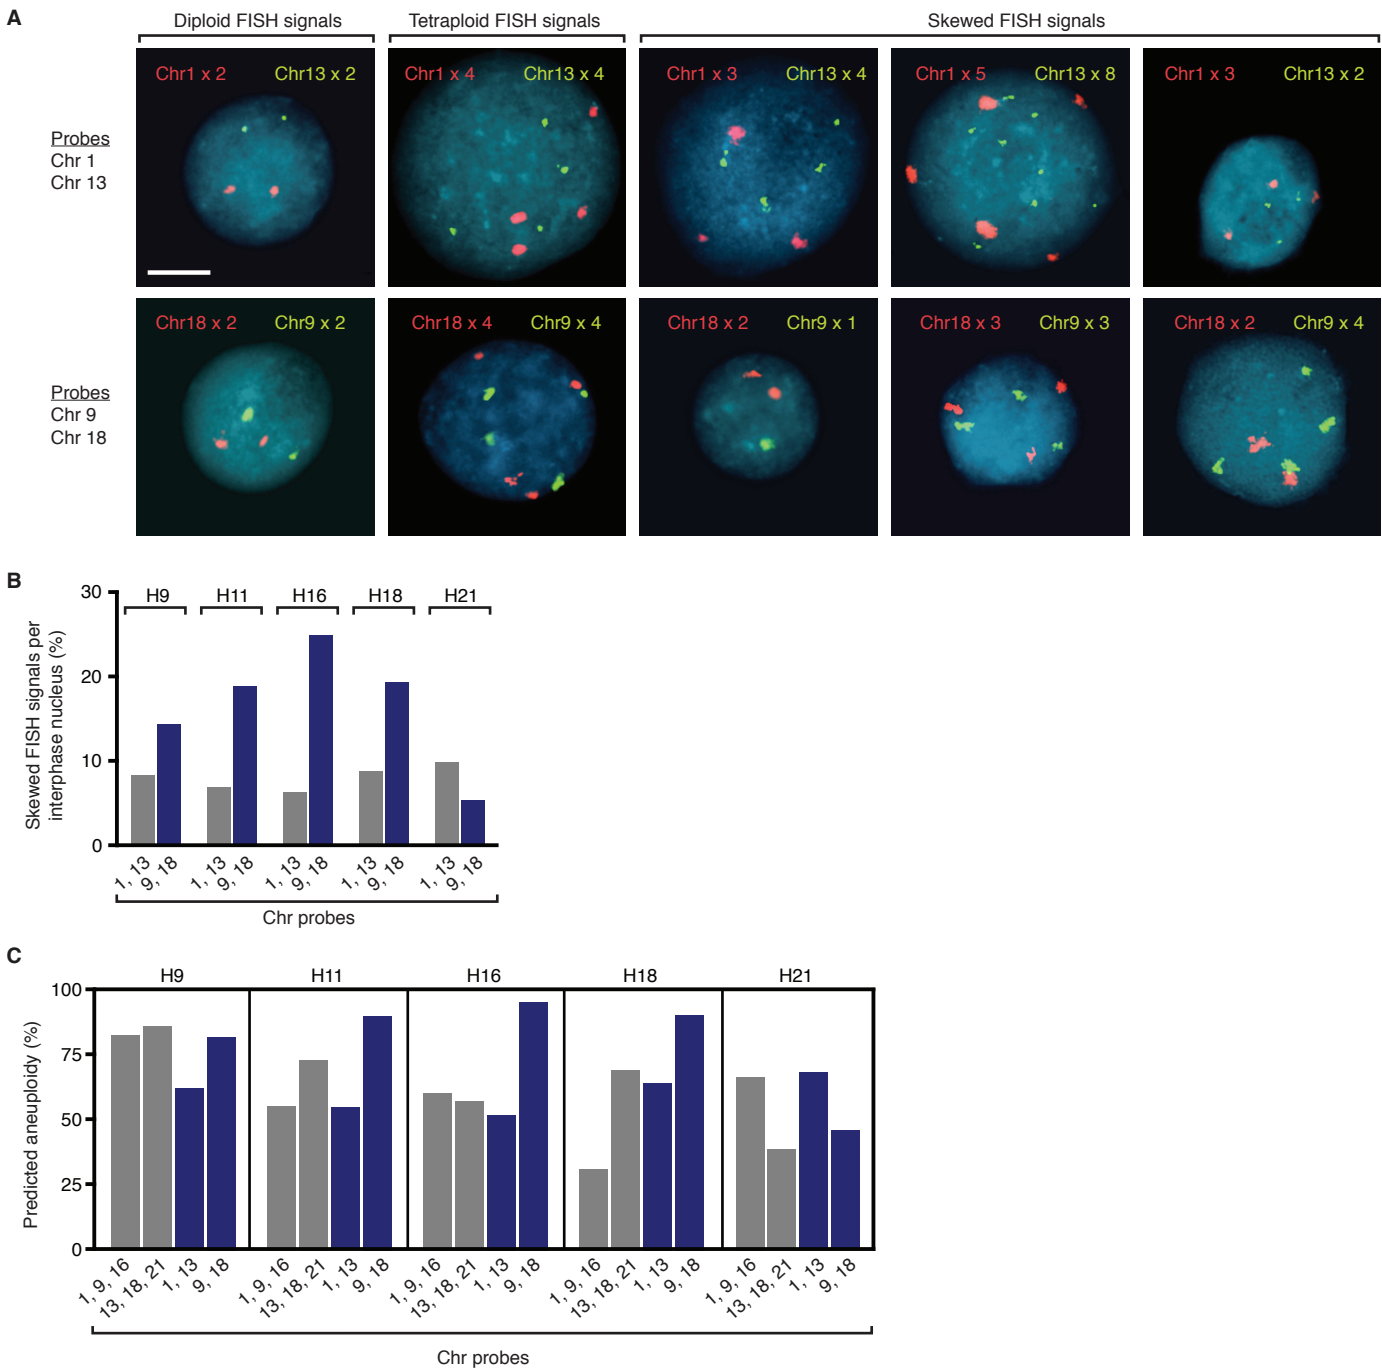 A
Diploid FISH signals
Tetraploid FISH signals
Skewed FISH signals
Probes
Chr 1
Chr 13
Chr1 x 2 Chr13 x 2
Chr1 x 4 Chr13 x 4
Chr1 x 3 Chr13 x 4
Chr1 x 5 Chr13 x 8
Chr1 x 3 Chr13 x 2
Probes
Chr 9
Chr 18
Chr18 x 2 Chr9 x 2
Chr18 x 4 Chr9 x 4
Chr18 x 2 Chr9 x 1
Chr18 x 3 Chr9 x 3
Chr18 x 2 Chr9 x 4
B
Skewed FISH signals per
interphase nucleus (%)
30
20
10
0
H9 H11 H16 H18 H21
1, 13 9, 18 1, 13 9, 18 1, 13 9, 18 1, 13 9, 18 1, 13 9, 18
Chr probes
C
Predicted aneuploidy (%)
100
75
50
25
0
H9 H11 H16 H18 H21
1, 9, 16 13, 18, 21 1, 13 9, 18 1, 9, 16 13, 18, 21 1, 13 9, 18 1, 9, 16 13, 18, 21 1, 13 9, 18 1, 9, 16 13, 18, 21 1, 13 9, 18 1, 9, 16 13, 18, 21 1, 13 9, 18
Chr probes